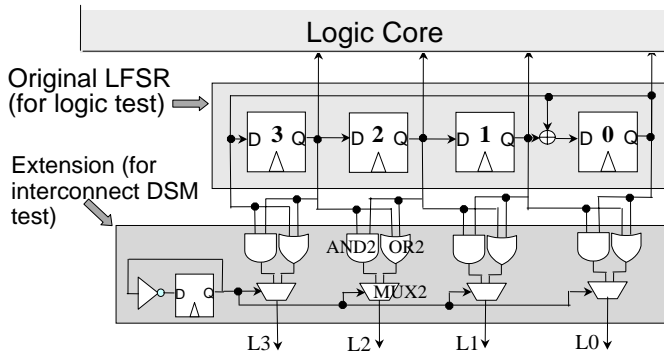 Logic Core
Original LFSR
(for logic test)
D 3 Q D 2 Q D 1 Q D 0 Q
Extension (for
interconnect DSM
test)
AND2 OR2
D Q
MUX2
L3 L2 L1 L0